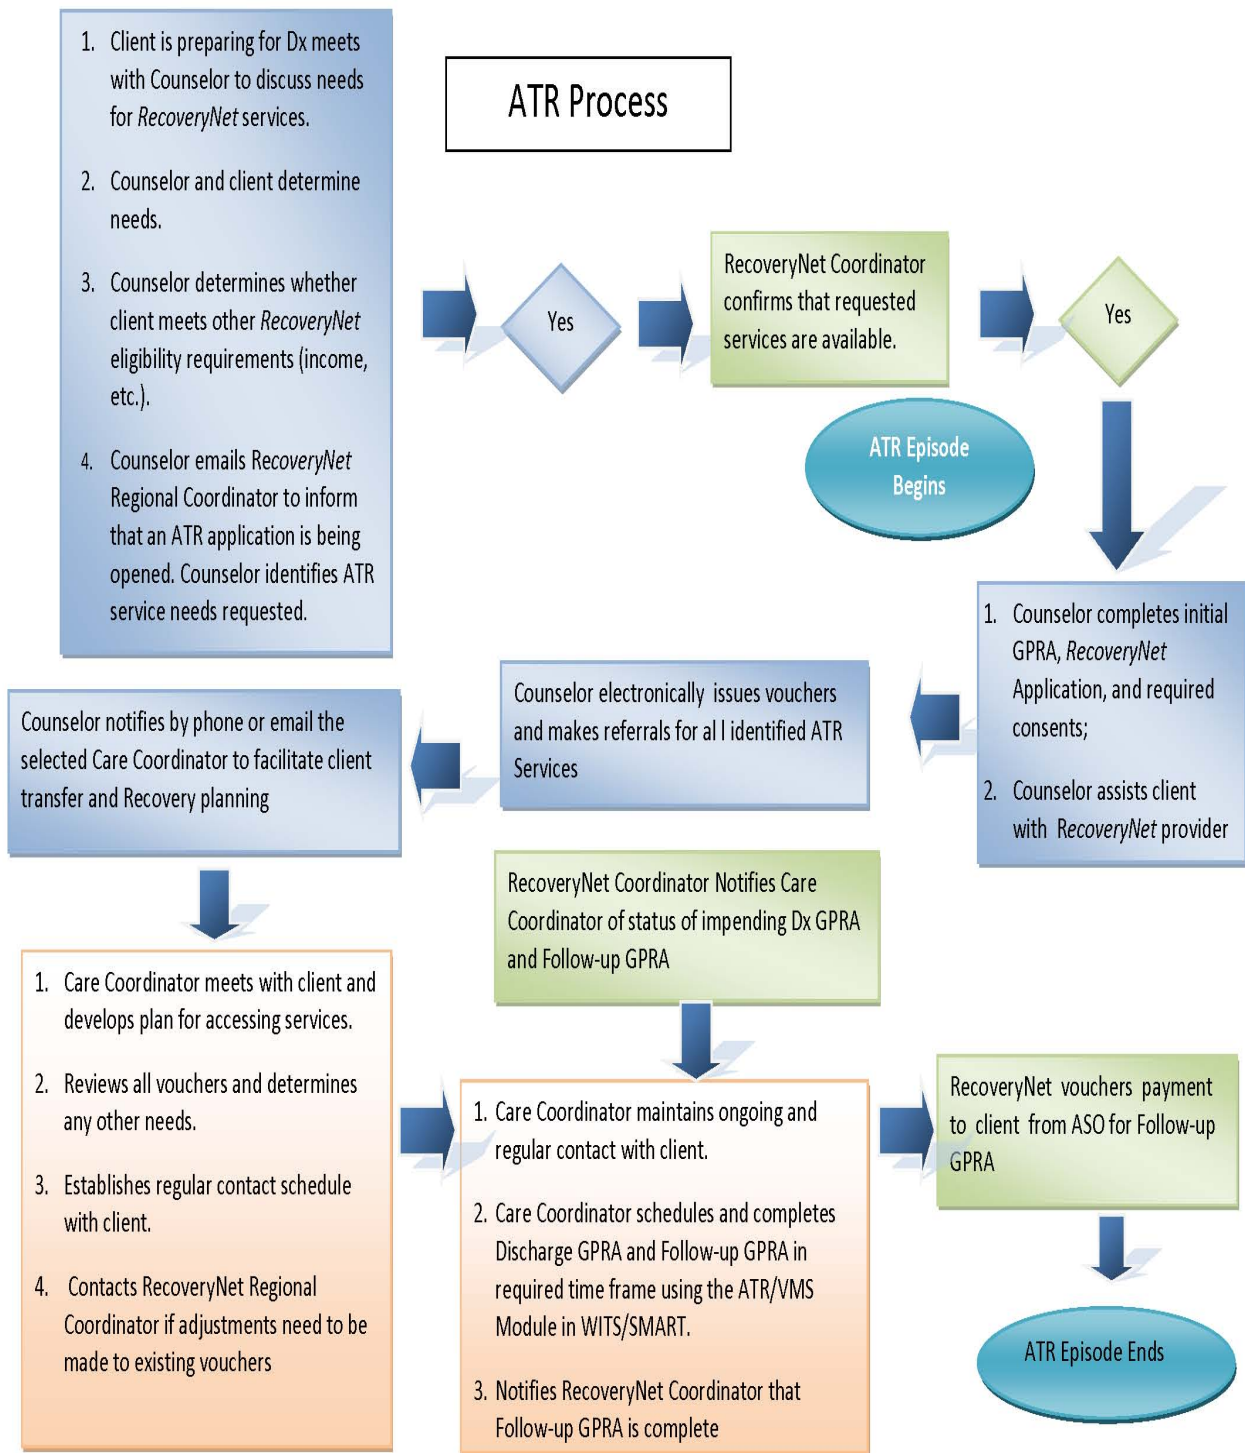 ATR Process
1. Client is preparing for Dx meets
with Counselor to discuss needs
for RecoveryNet services.
2. Counselor and client determine
needs.
3. Counselor determines whether
client meets other RecoveryNet
eligibility requirements (income,
etc.).
4. Counselor emails RecoveryNet
Regional Coordinator to inform
that an ATR application is being
opened. Counselor identifies ATR
service needs requested.
Yes
RecoveryNet Coordinator
confirms that requested
services are available.
Yes
ATR Episode
Begins
1. Counselor completes initial
GPRA, RecoveryNet
Application, and required
consents;
2. Counselor assists client
with RecoveryNet provider
Counselor electronically issues vouchers
and makes referrals for al l identified ATR
Services
Counselor notifies by phone or email the
selected Care Coordinator to facilitate client
transfer and Recovery planning
1. Care Coordinator meets with client and
develops plan for accessing services.
2. Reviews all vouchers and determines
any other needs.
3. Establishes regular contact schedule
with client.
4. Contacts RecoveryNet Regional
Coordinator if adjustments need to be
made to existing vouchers
RecoveryNet Coordinator Notifies Care
Coordinator of status of impending Dx GPRA
and Follow-up GPRA
1. Care Coordinator maintains ongoing and
regular contact with client.
2. Care Coordinator schedules and completes
Discharge GPRA and Follow-up GPRA in
required time frame using the ATR/VMS
Module in WITS/SMART.
3. Notifies RecoveryNet Coordinator that
Follow-up GPRA is complete
RecoveryNet vouchers payment
to client from ASO for Follow-up
GPRA
ATR Episode Ends